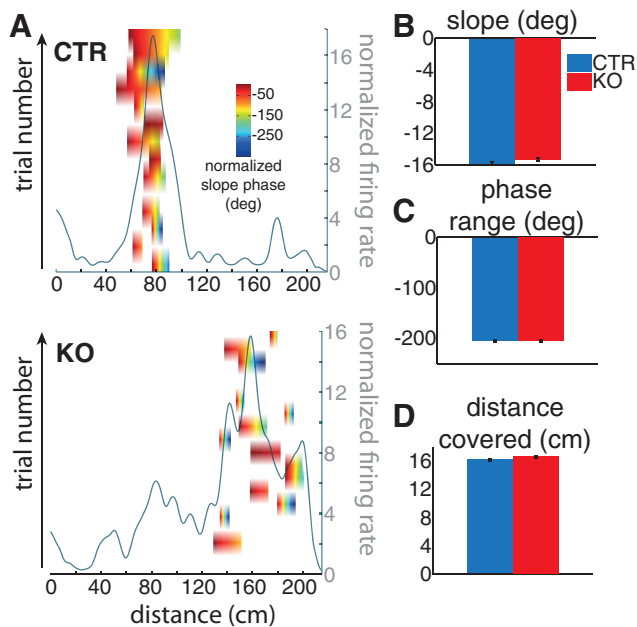 A
CTR
trial number
-50
-150
-250
normalized
slope phase
(deg)
16
12
8
4
0
normalized firing rate
0 40 80 120 160 200
KO
trial number
16
12
8
4
0
normalized firing rate
0 40 80 120 160 200
distance (cm)
B
slope (deg)
0
-4
-8
-12
-16
CTR
KO
C
phase
range (deg)
0
-100
-200
D
distance
covered (cm)
16
12
8
4
0